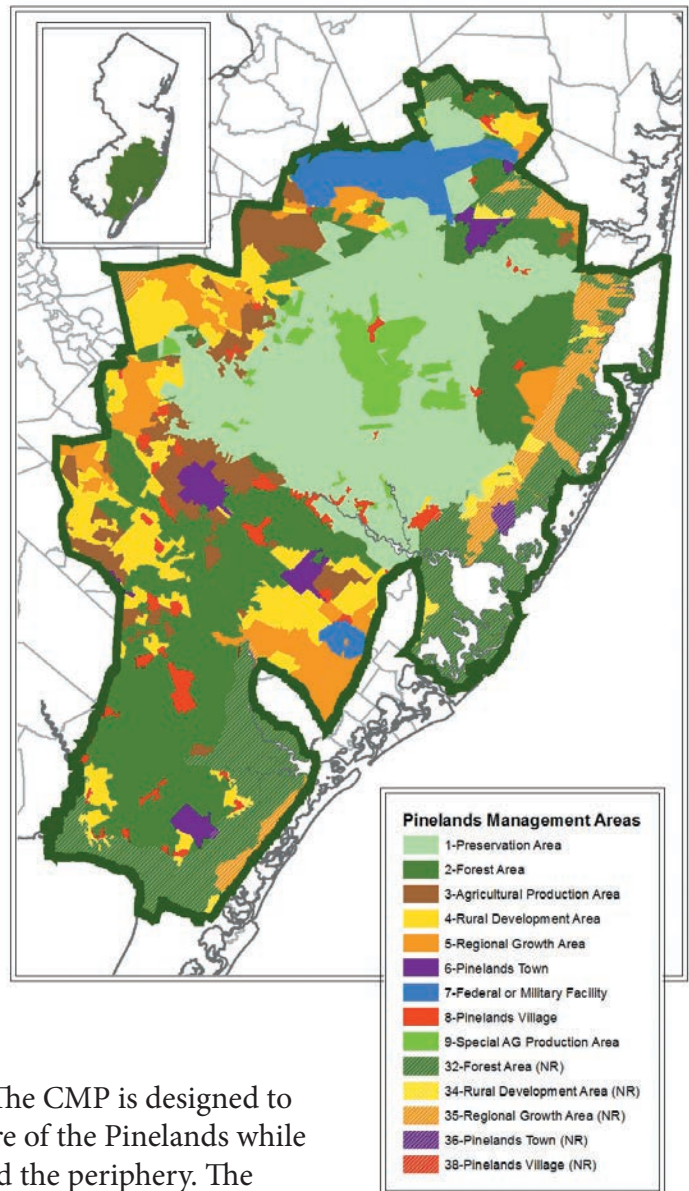 Pinelands Management Areas
1-Preservation Area
2-Forest Area
3-Agricultural Production Area
4-Rural Development Area
5-Regional Growth Area
6-Pinelands Town
7-Federal or Military Facility
8-Pinelands Village
9-Special AG Production Area
32-Forest Area (NR)
34-Rural Development Area (NR)
35-Regional Growth Area (NR)
36-Pinelands Town (NR)
38-Pinelands Village (NR)
The CMP is designed to
re of the Pinelands while
d the periphery. The